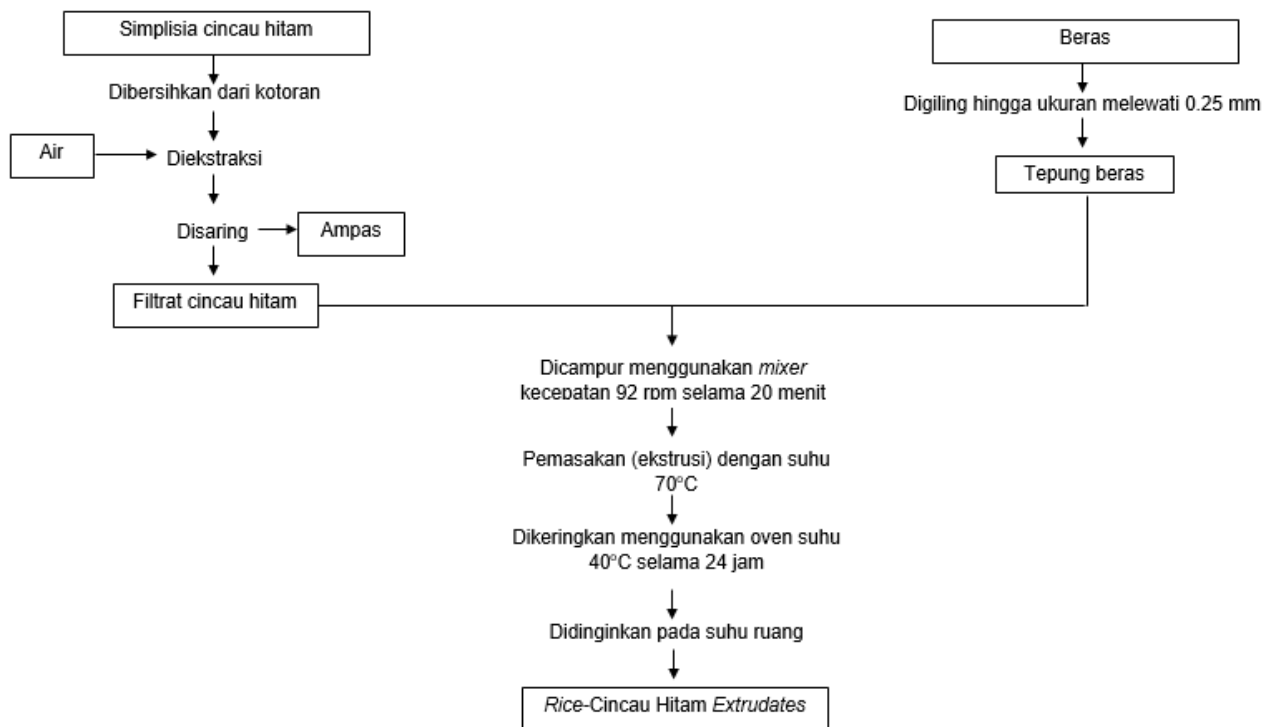 Simplisia cincau hitam
Dibersihkan dari kotoran
Air
Diekstraksi
Disaring
Ampas
Filtrat cincau hitam
Beras
Digiling hingga ukuran melewati 0.25 mm
Tepung beras
Dicampur menggunakan mixer
kecepatan 92 rpm selama 20 menit
Pemasakan (ekstrusi) dengan suhu
70°C
Dikeringkan menggunakan oven suhu
40°C selama 24 jam
Didinginkan pada suhu ruang
Rice-Cincau Hitam Extrudates